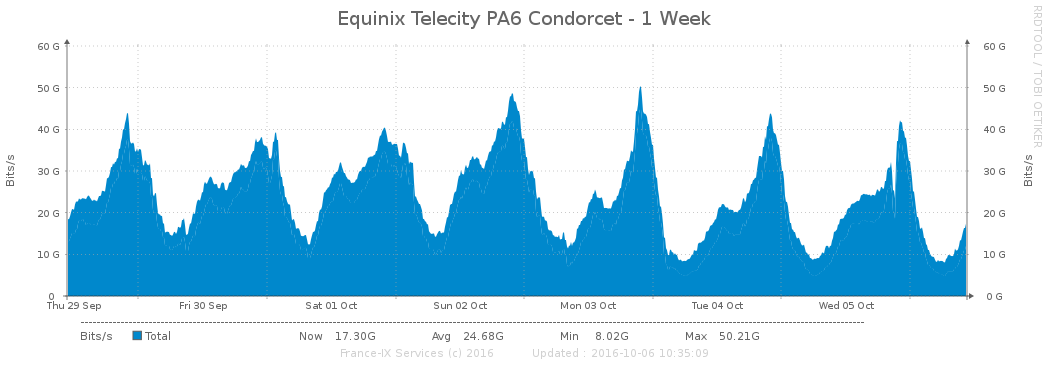 Equinix Telecity PA6 Condorcet - 1 Week
RRDTOOL / TOBI OETIKER
Bits/s
60 G
50 G
40 G
30 G
20 G
10 G
0
60 G
50 G
40 G
30 G
20 G
10 G
0 G
Bits/s
Thu 29 Sep Fri 30 Sep Sat 01 Oct Sun 02 Oct Mon 03 Oct Tue 04 Oct Wed 05 Oct
Bits/s Total Now 17.30G Avg 24.68G Min 8.02G Max 50.21G
France-IX Services (c) 2016 Updated : 2016-10-06 10:35:09